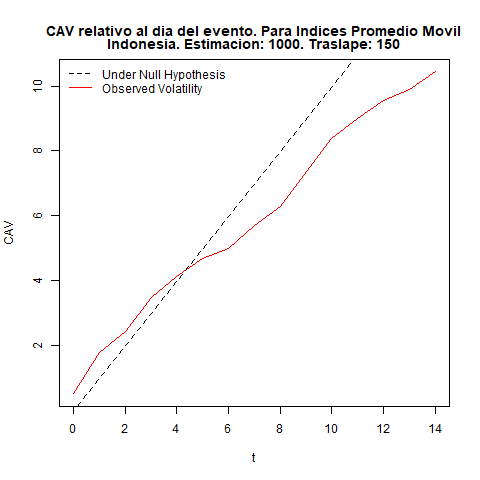 CAV relativo al dia del evento. Para Indices Promedio Movil
Indonesia. Estimacion: 1000. Traslape: 150
Under Null Hypothesis
Observed Volatility
CAV
10
8
6
4
2
0 2 4 6 8 10 12 14
t